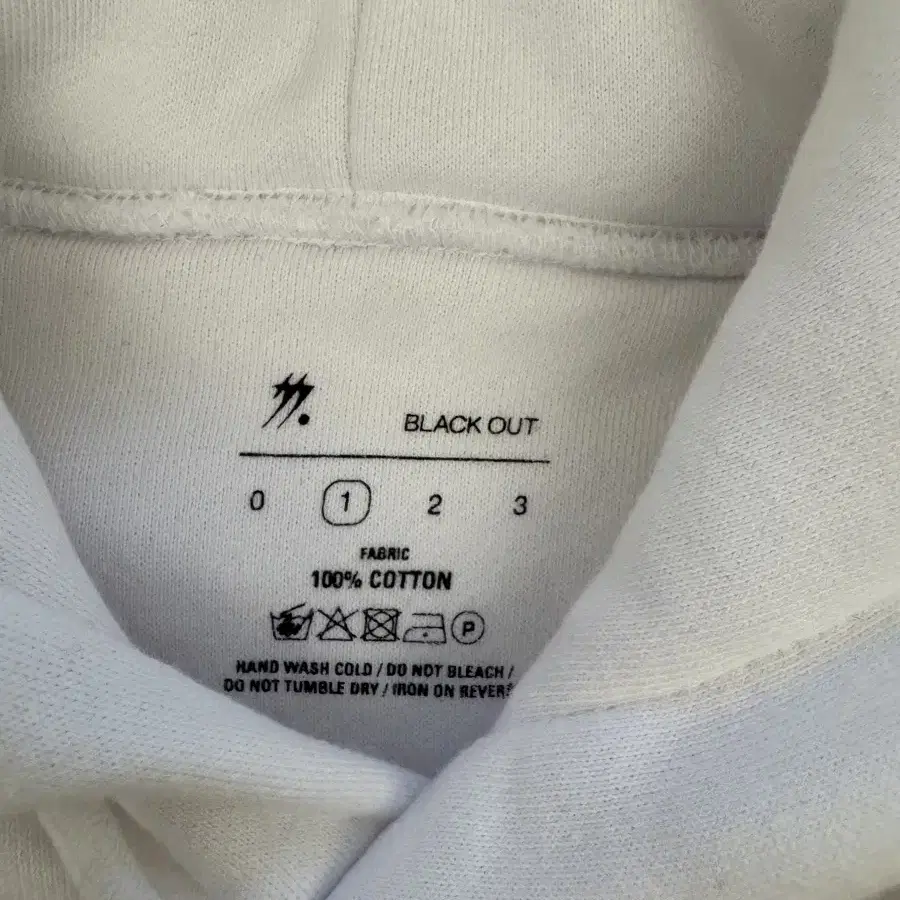 BLACK OUT
0 1 2 3
FABRIC
100% COTTON
P
HAND WASH COLD / DO NOT BLEACH /
DO NOT TUMBLE DRY / IRON ON